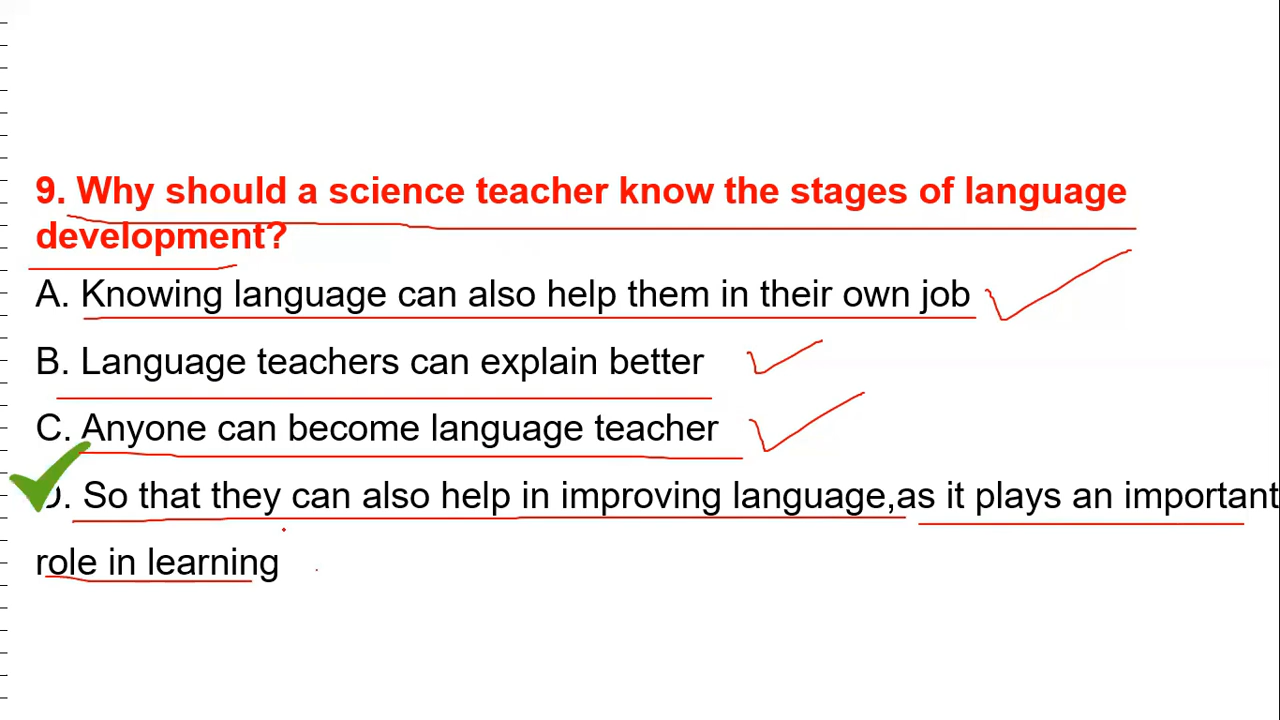 9. Why should a science teacher know the stages of language
development?
A. Knowing language can also help them in their own job
B. Language teachers can explain better
C. Anyone can become language teacher
D. So that they can also help in improving language,as it plays an important
role in learning